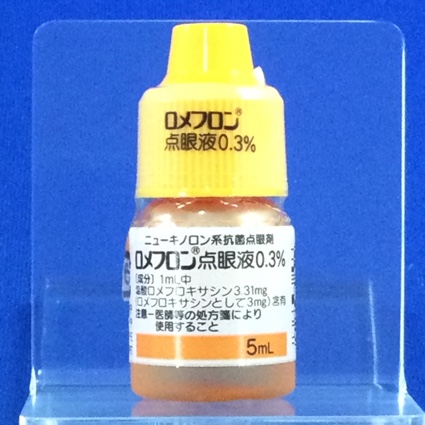 ロメフロン®
点眼液0.3%
ニューキノロン系抗菌点眼剤
ロメフロン®点眼液0.3%
(成分) 1mL中
塩酸ロメフロキサシン3.31mg
(ロメフロキサシンとして3mg)含有
注意-医師等の処方箋により
使用すること
5mL